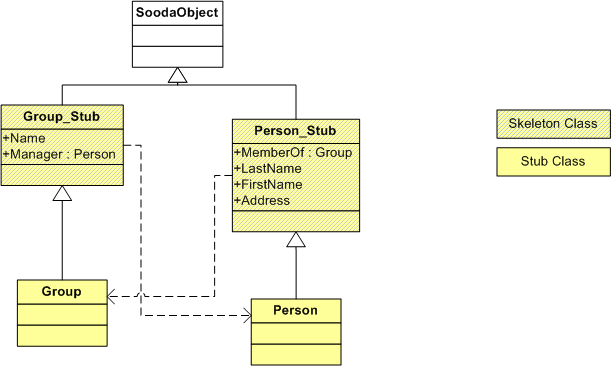 SoodaObject
Group_Stub
+Name
+Manager : Person
Person_Stub
+MemberOf : Group
+LastName
+FirstName
+Address
Skeleton Class
Stub Class
Group
Person